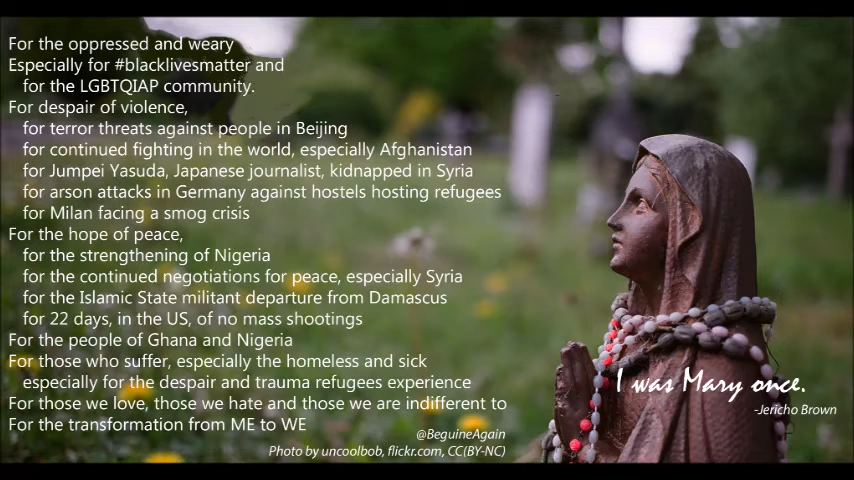 For the oppressed and weary
Especially for #blacklivesmatter and
for the LGBTQIAP community.
For despair of violence,
for terror threats against people in Beijing
for continued fighting in the world, especially Afghanistan
for Jumpei Yasuda, Japanese journalist, kidnapped in Syria
for arson attacks in Germany against hostels hosting refugees
for Milan facing a smog crisis
For the hope of peace,
for the strengthening of Nigeria
for the continued negotiations for peace, especially Syria
for the Islamic State militant departure from Damascus
for 22 days, in the US, of no mass shootings
For the people of Ghana and Nigeria
For those who suffer, especially the homeless and sick
especially for the despair and trauma refugees experience
For those we love, those we hate and those we are indifferent to
For the transformation from ME to WE
@BeguineAgain
Photo by uncoolbob, flickr.com, CC(BY-NC)
I was Mary once.
-Jericho Brown